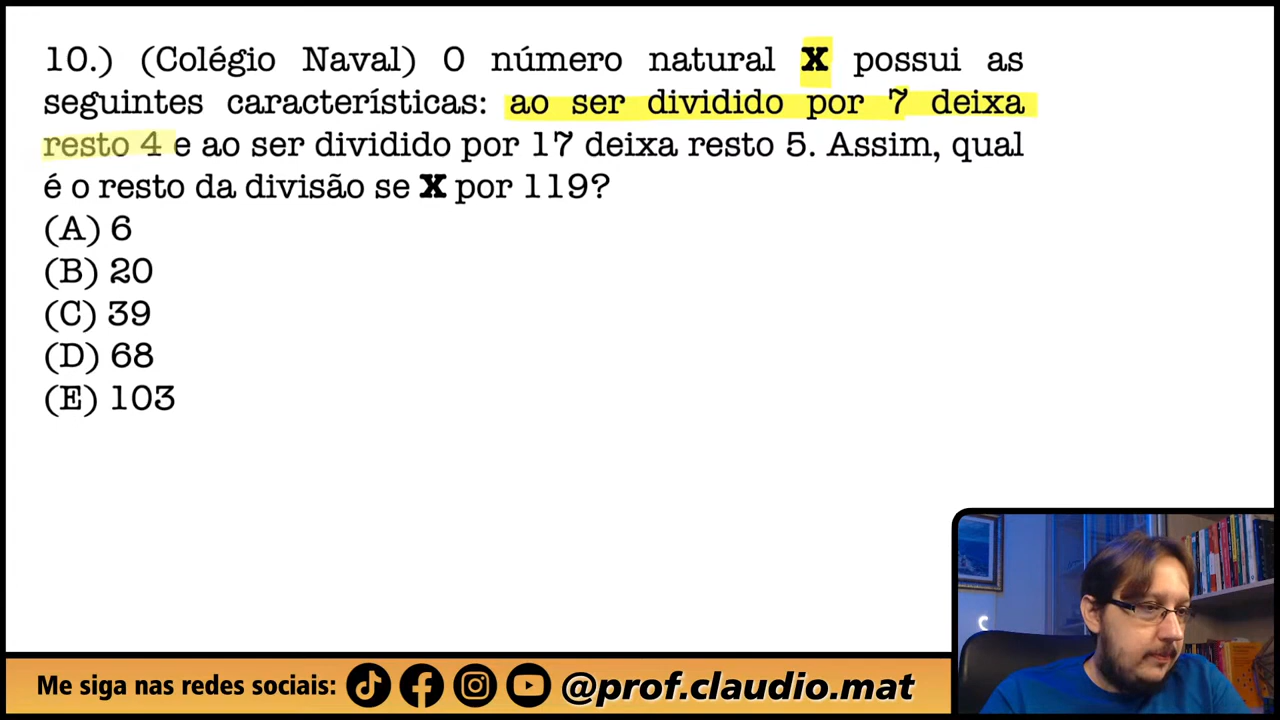 10.) (Colégio Naval) O número natural X possui as
seguintes características: ao ser dividido por 7 deixa
resto 4 e ao ser dividido por 17 deixa resto 5. Assim, qual
é o resto da divisão se X por 119?
(A) 6
(B) 20
(C) 39
(D) 68
(E) 103
Me siga nas redes sociais: @prof.claudio.mat